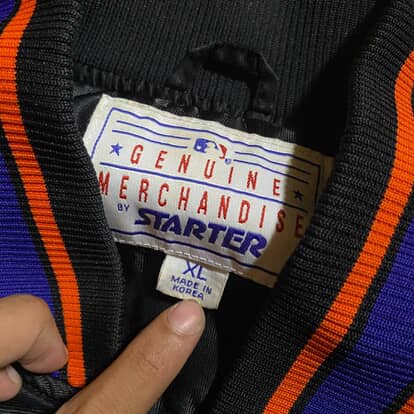 GENUINE
MERCHANDISE
BY STARTER
XL
MADE IN
KOREA